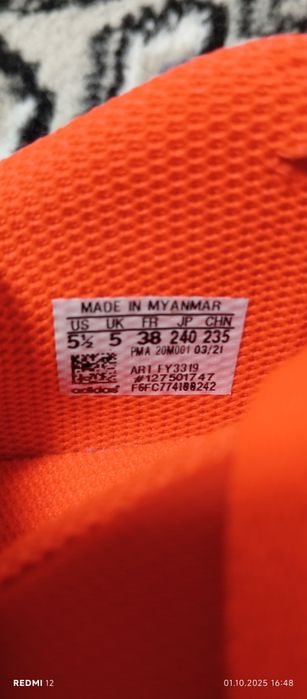 MADE IN MYANMAR
US UK FR JP CHN
5½ 5 38 240 235
PMA 20M001 03/21
ART FY3319
#127501747
adidas F6FC774188242
REDMI 12 01.10.2025 16:48